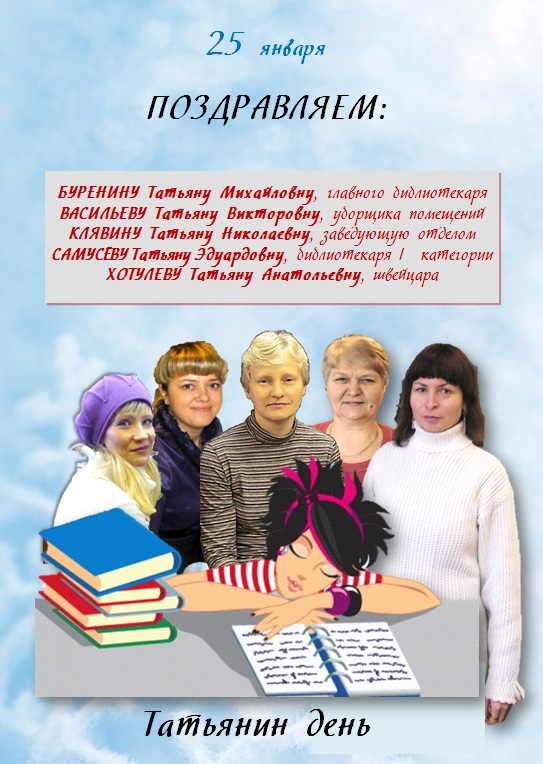 25 января
ПОЗДРАВЛЯЕМ:
БУРЕНИНУ Татьяну Михайловну, главного библиотекаря
ВАСИЛЬЕВУ Татьяну Викторовну, уборщика помещений
КЛЯВИНУ Татьяну Николаевну, заведующую отделом
САМУСЕВУ Татьяну Эдуардовну, библиотекаря I категории
ХОТУЛЕВУ Татьяну Анатольевну, швейцара
Татьянин день